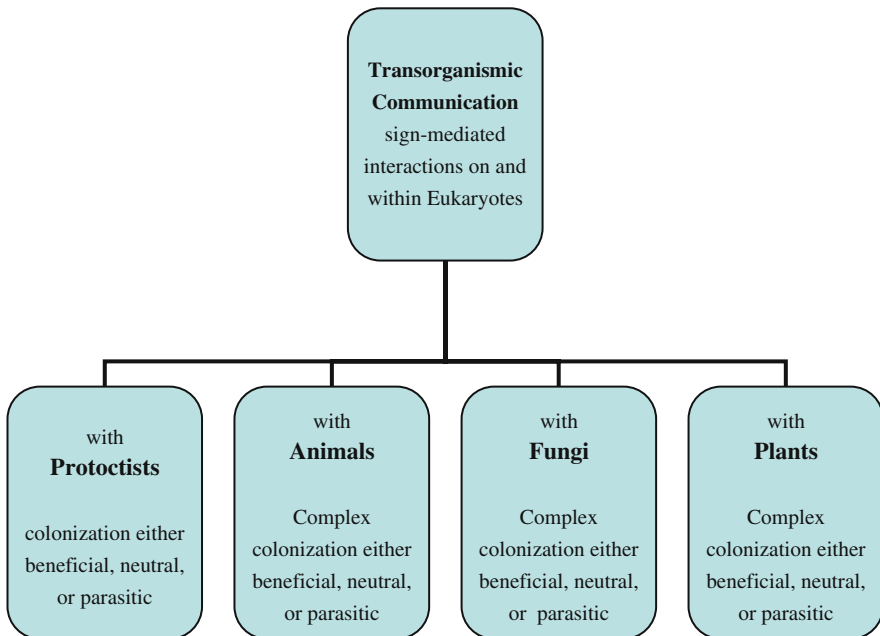 Transorganismic
Communication
sign-mediated
interactions on and
within Eukaryotes
with
Protoctists
colonization either
beneficial, neutral,
or parasitic
with
Animals
Complex
colonization either
beneficial, neutral,
or parasitic
with
Fungi
Complex
colonization either
beneficial, neutral,
or parasitic
with
Plants
Complex
colonization either
beneficial, neutral,
or parasitic